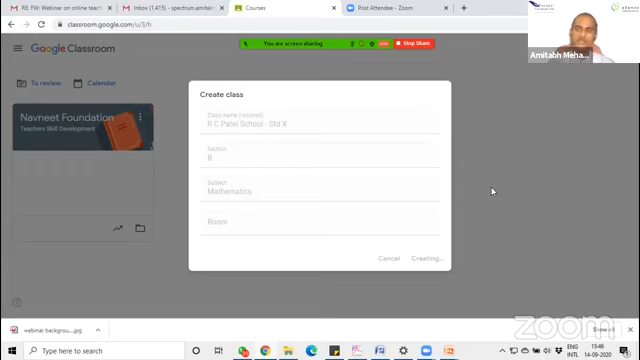 RE: FW: Webinar on online teach
Inbox (1,415) - spectrum.amitabh
Courses
Post Attendee - Zoom
classroom.google.com/u/3/h
You are screen sharing
LIVE
Stop Share
Google Classroom
Amitabh Meha...
To review
Calendar
Navneet Foundation
Teachers Skill Development
Create class
Class name (required)
R C Patel School - Std X
Section
B
Subject
Mathematics
Room
Cancel
Creating...
webinar backgrou....jpg
Show all
zoom
Type here to search
ENG
INTL
15:46
14-09-2020